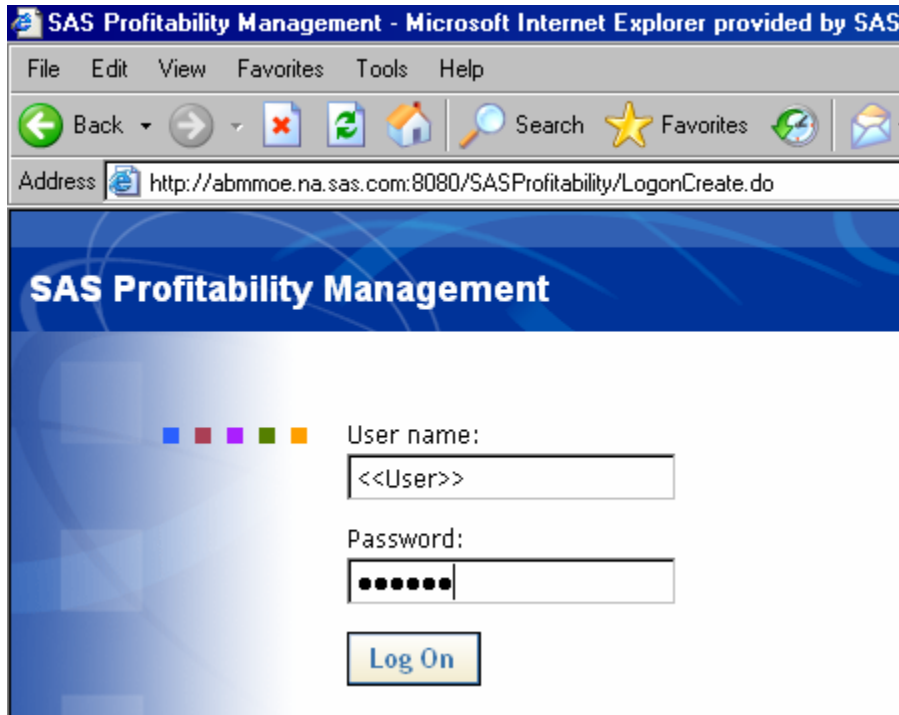 SAS Profitability Management - Microsoft Internet Explorer provided by SAS
File Edit View Favorites Tools Help
Back Search Favorites
Address http://abmmoe.na.sas.com:8080/SASProfitability/LogonCreate.do
SAS Profitability Management
User name:
<<User>>
Password:
••••••
Log On